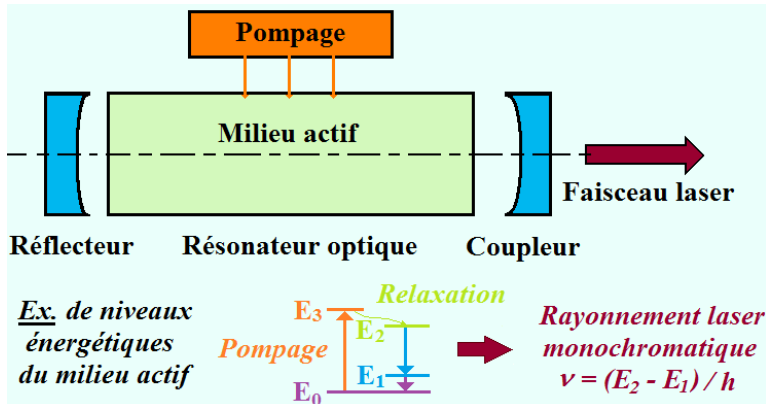 Pompage
Milieu actif
Faisceau laser
Réflecteur
Résonateur optique
Coupleur
Ex. de niveaux
énergétiques
du milieu actif
Relaxation
E₃
E₂
Pompage
E₁
E₀
Rayonnement laser
monochromatique
ν = (E₂ - E₁) / h